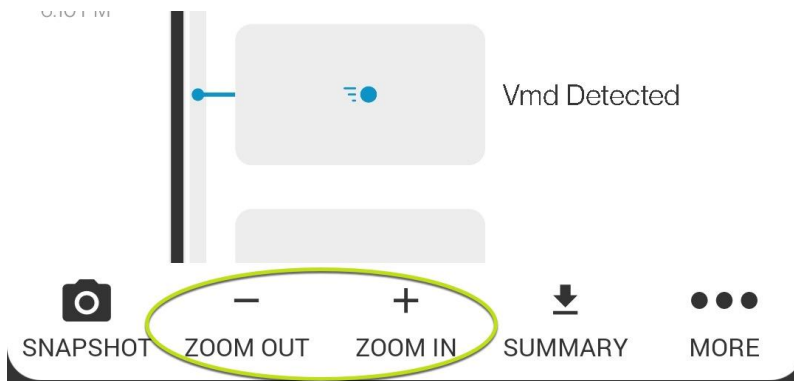 Vmd Detected
SNAPSHOT
ZOOM OUT
ZOOM IN
SUMMARY
MORE